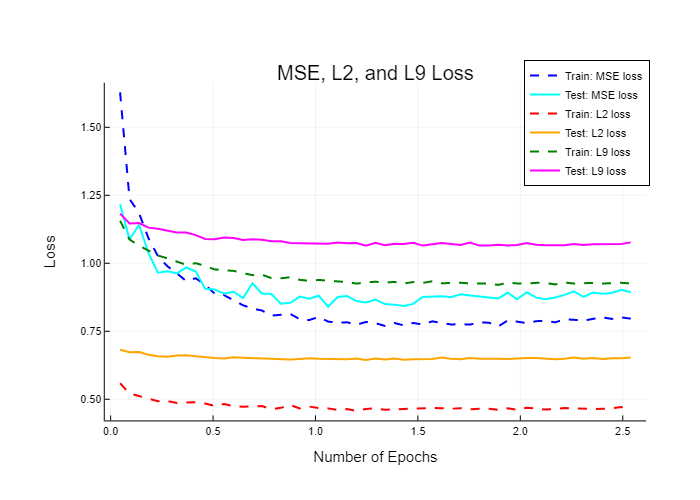 MSE, L2, and L9 Loss
Train: MSE loss
Test: MSE loss
Train: L2 loss
Test: L2 loss
Train: L9 loss
Test: L9 loss
Loss
1.50
1.25
1.00
0.75
0.50
0.0 0.5 1.0 1.5 2.0 2.5
Number of Epochs